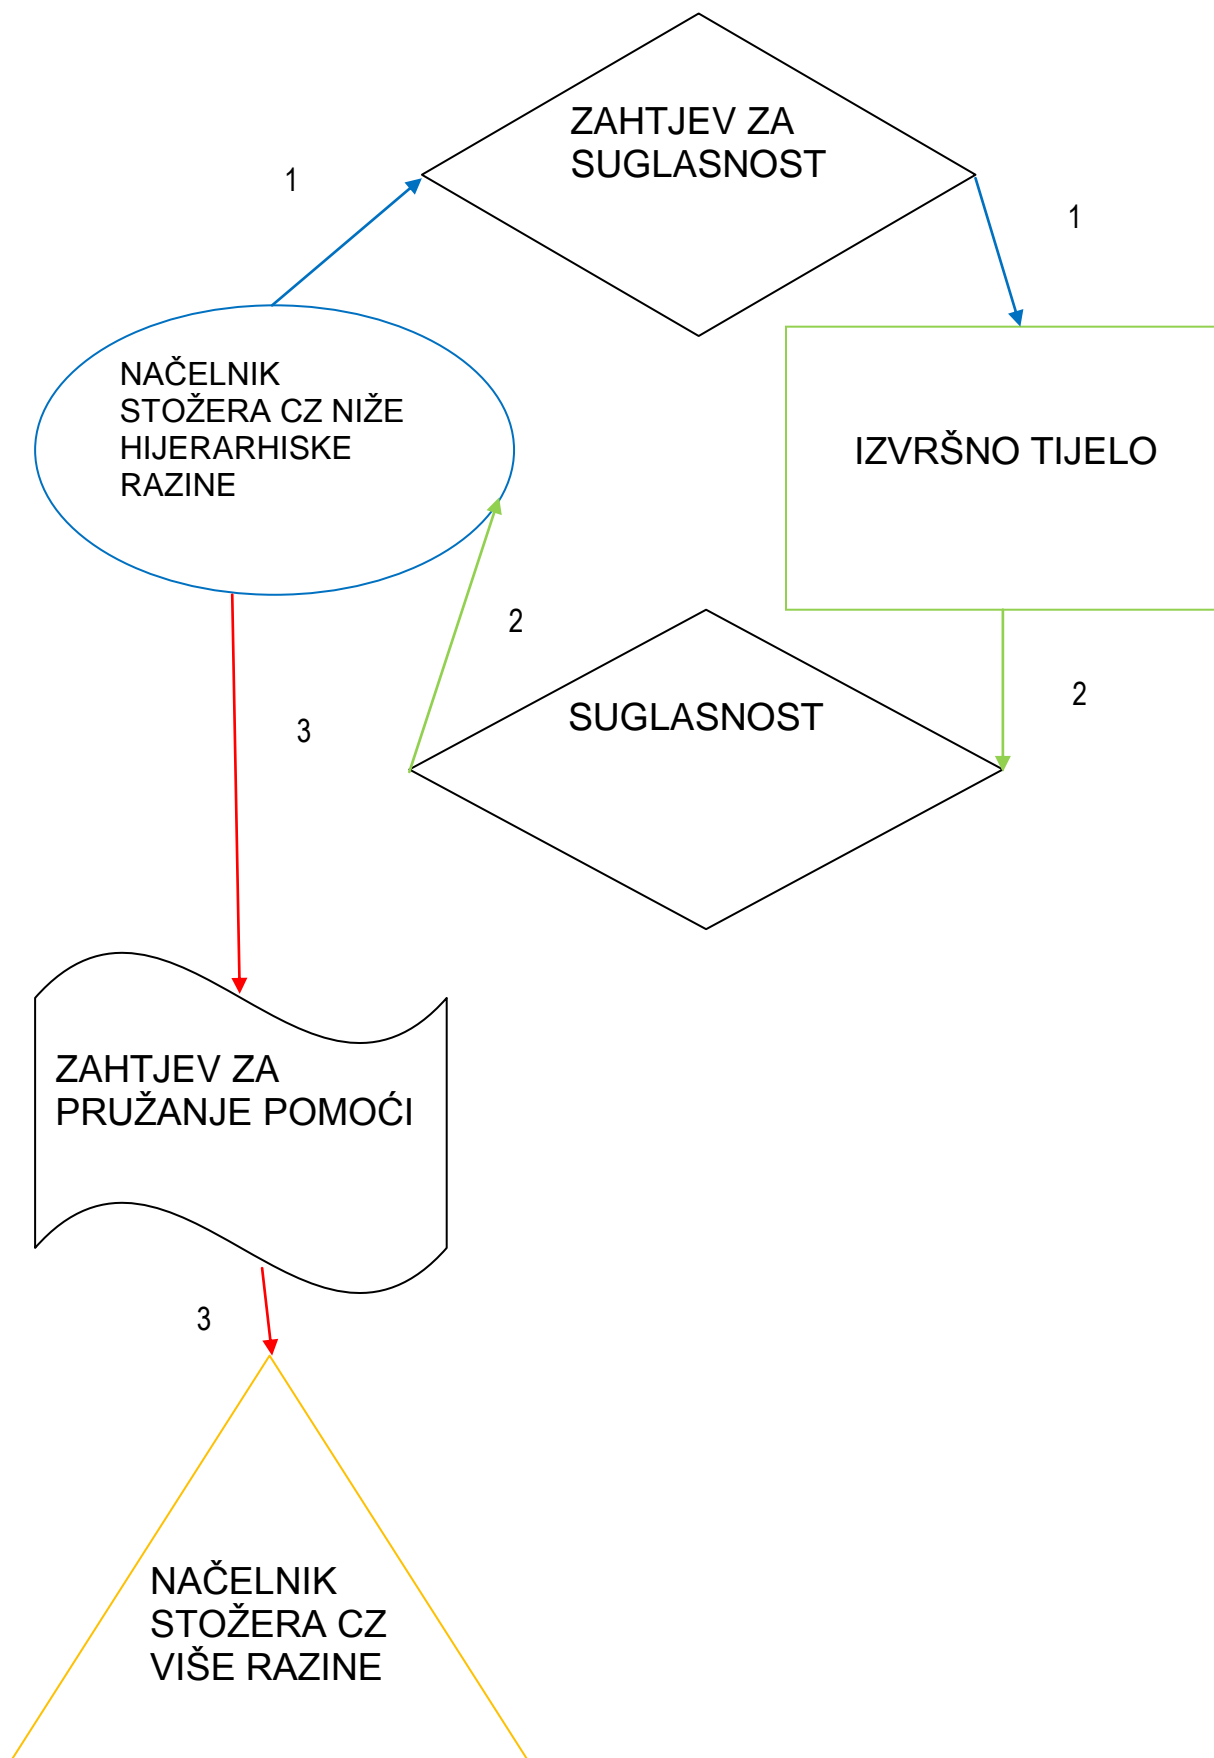 ZAHTJEV ZA
SUGLASNOST
1
1
NAČELNIK
STOŽERA CZ NIŽE
HIJERARHISKE
RAZINE
IZVRŠNO TIJELO
2
2
SUGLASNOST
3
ZAHTJEV ZA
PRUŽANJE POMOĆI
3
NAČELNIK
STOŽERA CZ
VIŠE RAZINE